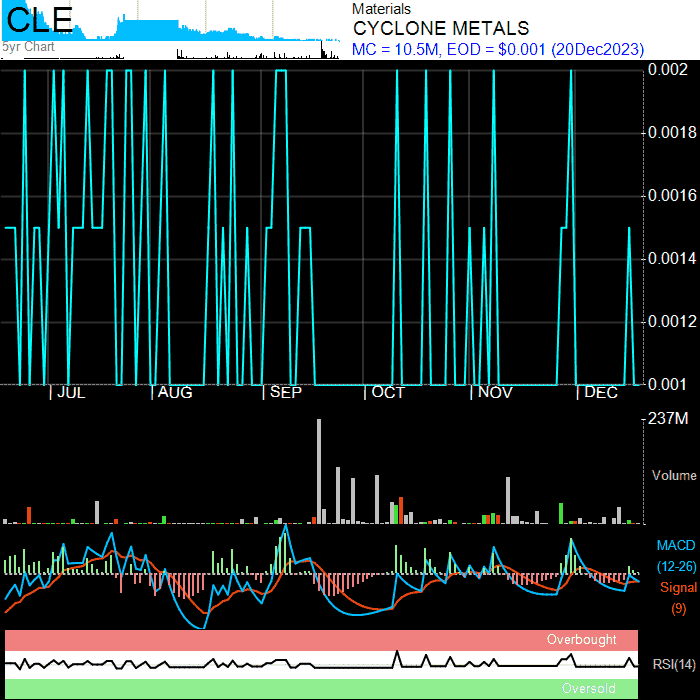 CLE
5yr Chart
Materials
CYCLONE METALS
MC = 10.5M, EOD = $0.001 (20Dec2023)
0.002
0.0018
0.0016
0.0014
0.0012
0.001
JUL
AUG
SEP
OCT
NOV
DEC
237M
Volume
MACD
(12-26)
Signal
(9)
Overbought
RSI(14)
Oversold